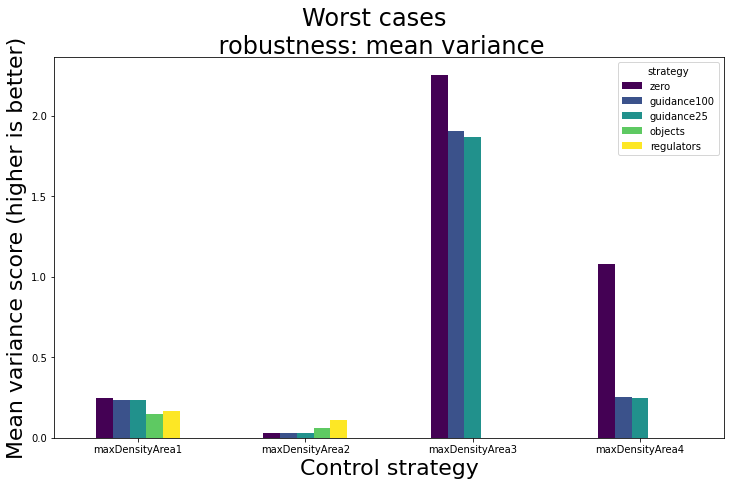 Worst cases
robustness: mean variance
Mean variance score (higher is better)
2.0
1.5
1.0
0.5
0.0
strategy
zero
guidance100
guidance25
objects
regulators
maxDensityArea1
maxDensityArea2
maxDensityArea3
maxDensityArea4
Control strategy